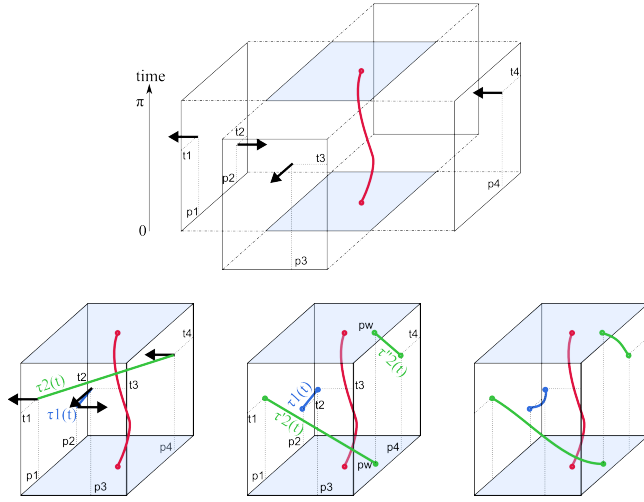 time
π
t4
t2
t1
t3
p2
p4
p1
0
p3
t4
t2
t3
τ2(t)
t1
τ1(t)
p2
p4
p1
p3
pw
t4
τ''2(t)
τ1(t)
t3
t2
t1
τ'2(t)
p2
p4
pw
p1
p3